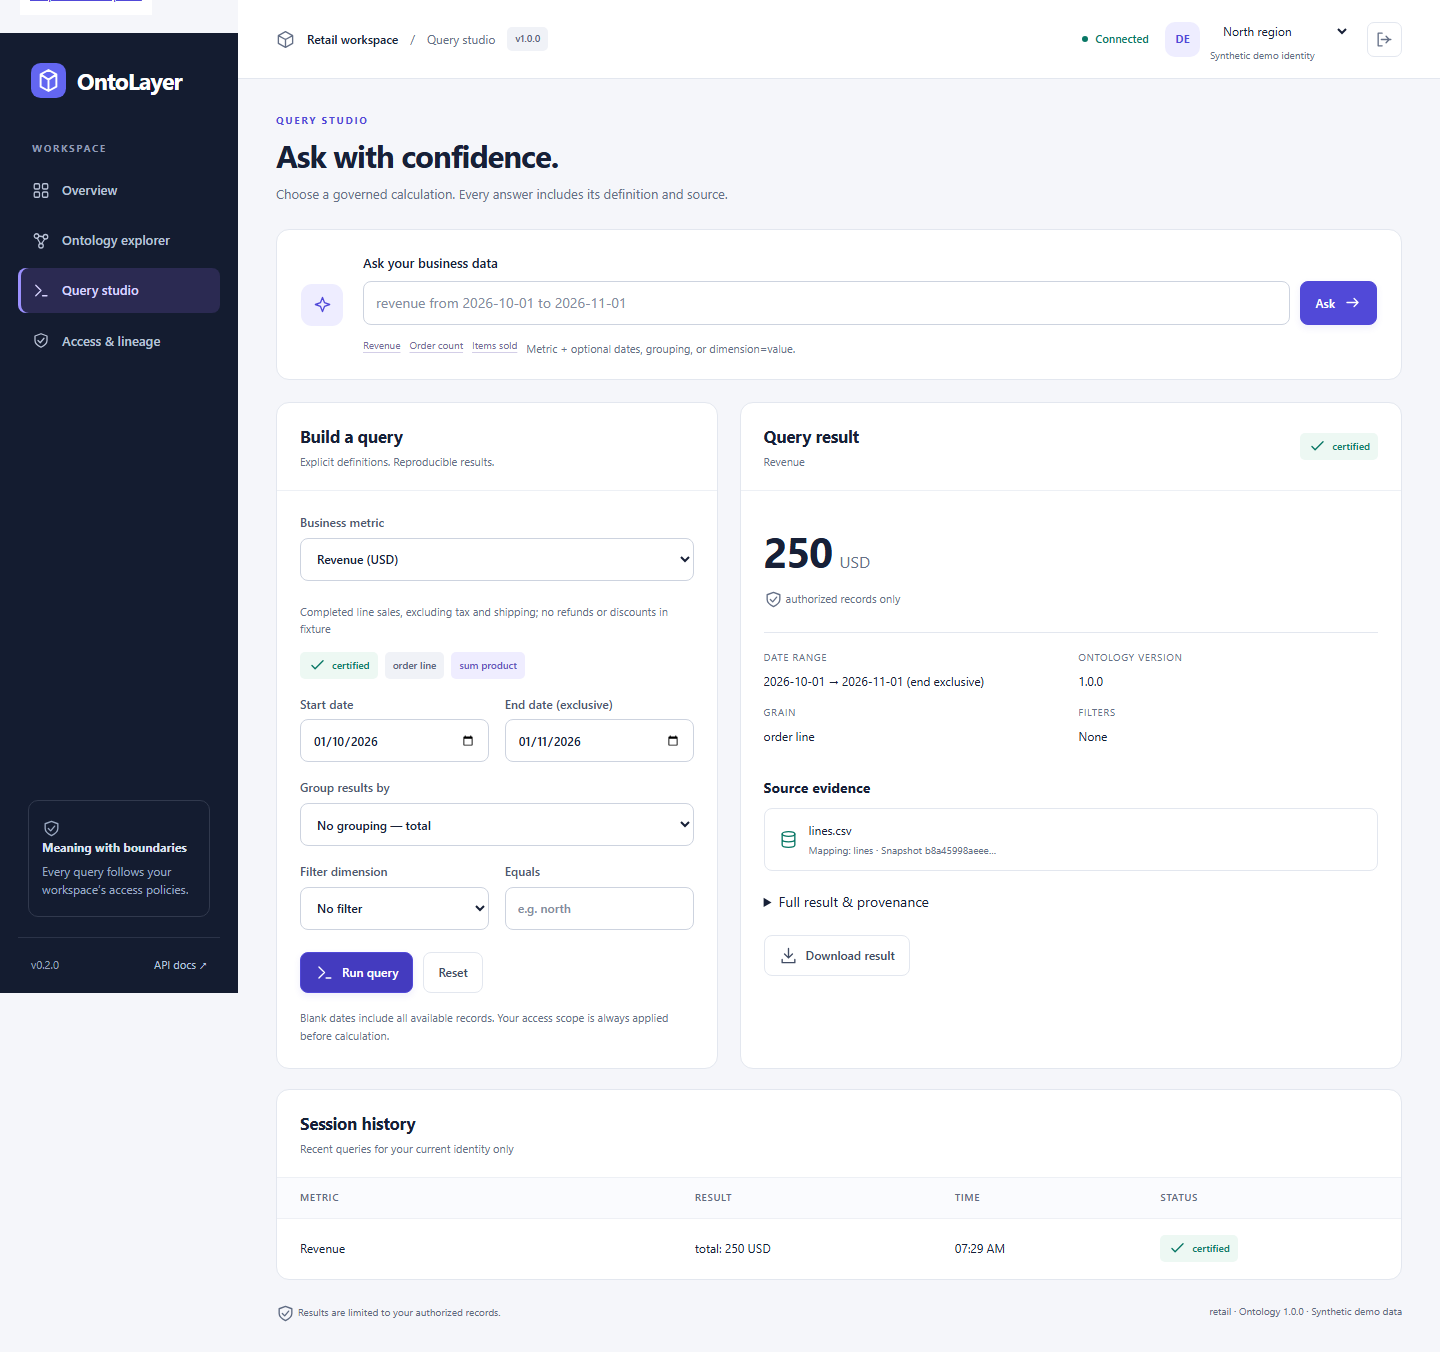 OntoLayer
WORKSPACE
Overview
Ontology explorer
Query studio
Access & lineage
Meaning with boundaries
Every query follows your
workspace's access policies.
v0.2.0
API docs ↗
Retail workspace / Query studio v1.0.0
Connected
DE
North region
Synthetic demo identity
QUERY STUDIO
Ask with confidence.
Choose a governed calculation. Every answer includes its definition and source.
Ask your business data
revenue from 2026-10-01 to 2026-11-01
Ask
Revenue Order count Items sold Metric + optional dates, grouping, or dimension=value.
Build a query
Explicit definitions. Reproducible results.
Business metric
Revenue (USD)
Completed line sales, excluding tax and shipping; no refunds or discounts in
fixture
certified order line sum product
Start date
End date (exclusive)
01/10/2026
01/11/2026
Group results by
No grouping — total
Filter dimension
Equals
No filter
e.g. north
Run query
Reset
Blank dates include all available records. Your access scope is always applied
before calculation.
Query result
Revenue
certified
250 USD
authorized records only
DATE RANGE
2026-10-01 → 2026-11-01 (end exclusive)
ONTOLOGY VERSION
1.0.0
GRAIN
order line
FILTERS
None
Source evidence
lines.csv
Mapping: lines · Snapshot b8a45998aeee…
Full result & provenance
Download result
Session history
Recent queries for your current identity only
METRIC RESULT TIME STATUS
Revenue total: 250 USD 07:29 AM certified
Results are limited to your authorized records.
retail · Ontology 1.0.0 · Synthetic demo data